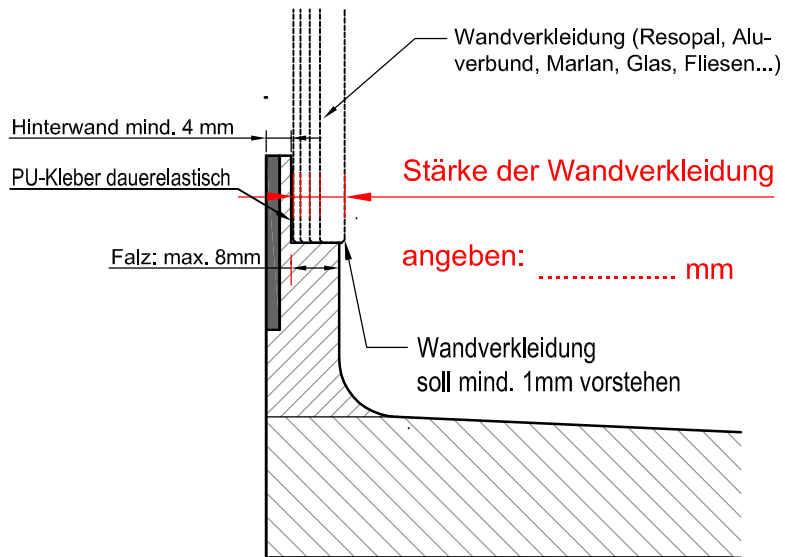 Wandverkleidung (Resopal, Alu-
verbund, Marlan, Glas, Fliesen...)
Hinterwand mind. 4 mm
Stärke der Wandverkleidung
PU-Kleber dauerelastisch
Falz: max. 8mm
angeben: ................ mm
Wandverkleidung
soll mind. 1mm vorstehen